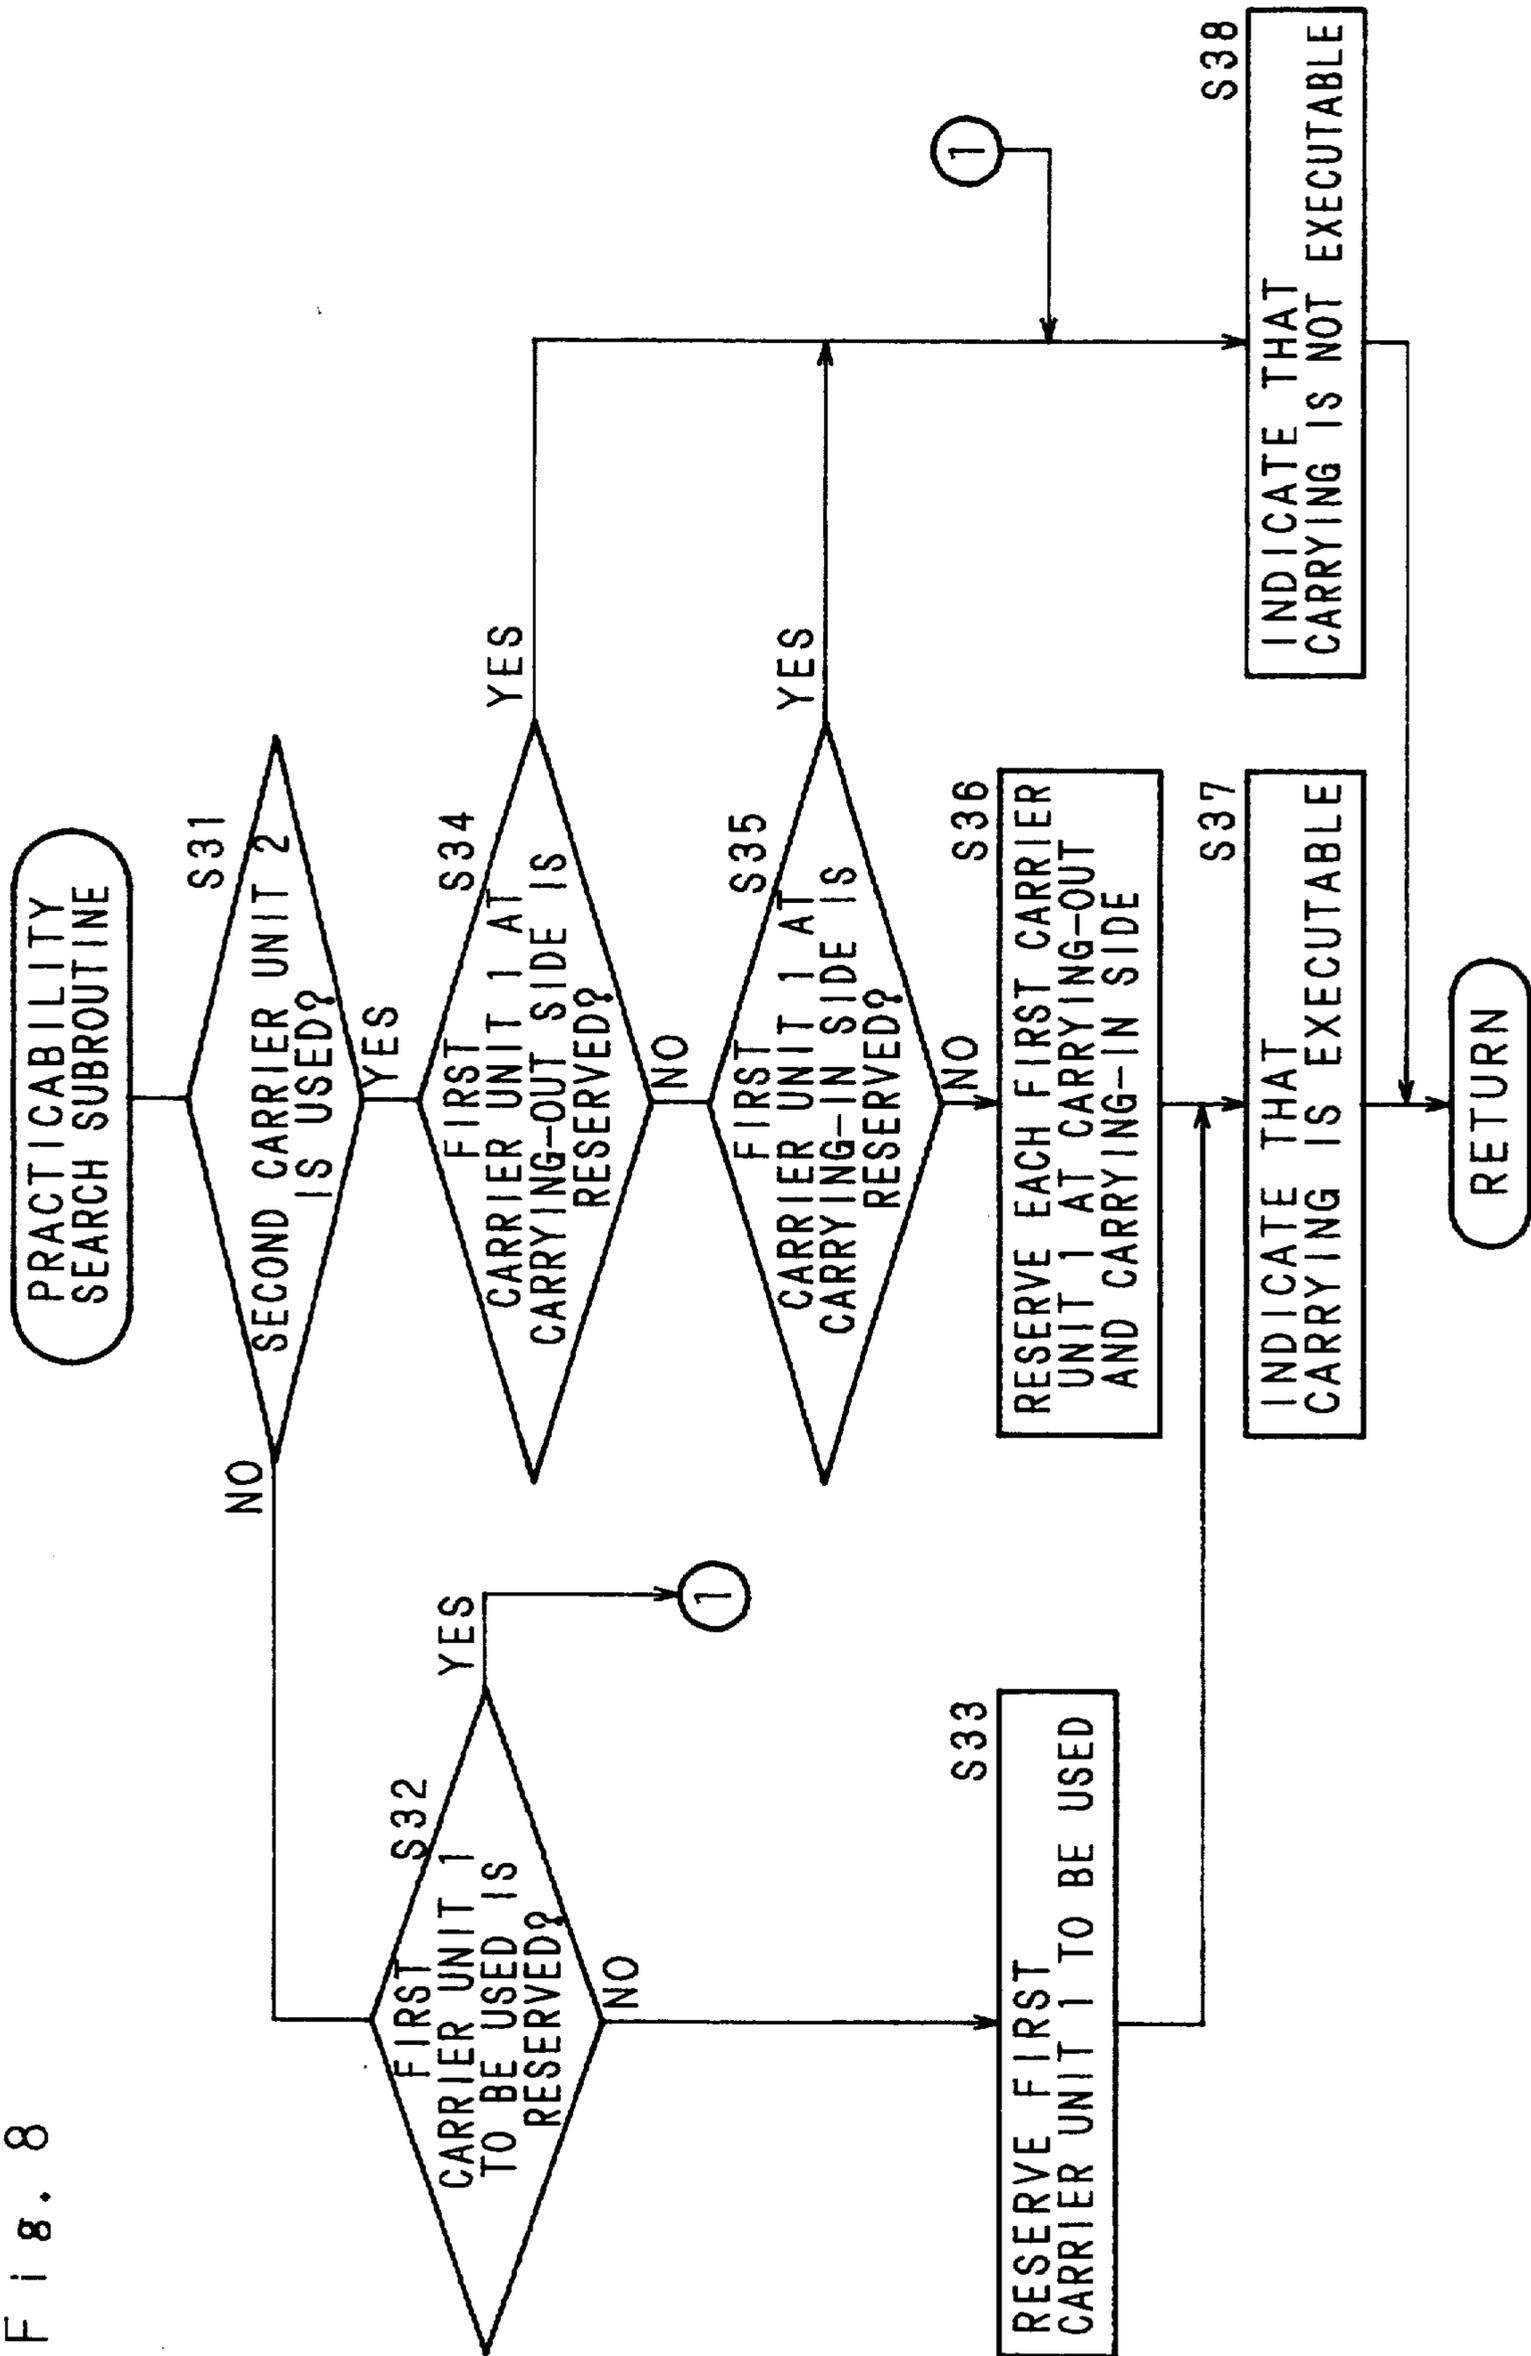 Fig. 8
PRACTICABILITY
SEARCH SUBROUTINE
S31
SECOND CARRIER UNIT 2
IS USED?
NO
YES
S32
FIRST
CARRIER UNIT 1
TO BE USED IS
RESERVED?
YES
1
NO
S33
RESERVE FIRST
CARRIER UNIT 1 TO BE USED
S34
FIRST
CARRIER UNIT 1 AT
CARRYING-OUT SIDE IS
RESERVED?
YES
NO
S35
FIRST
CARRIER UNIT 1 AT
CARRYING-IN SIDE IS
RESERVED?
YES
NO
1
S36
RESERVE EACH FIRST CARRIER
UNIT 1 AT CARRYING-OUT
AND CARRYING-IN SIDE
S37
INDICATE THAT
CARRYING IS EXECUTABLE
S38
INDICATE THAT
CARRYING IS NOT EXECUTABLE
RETURN